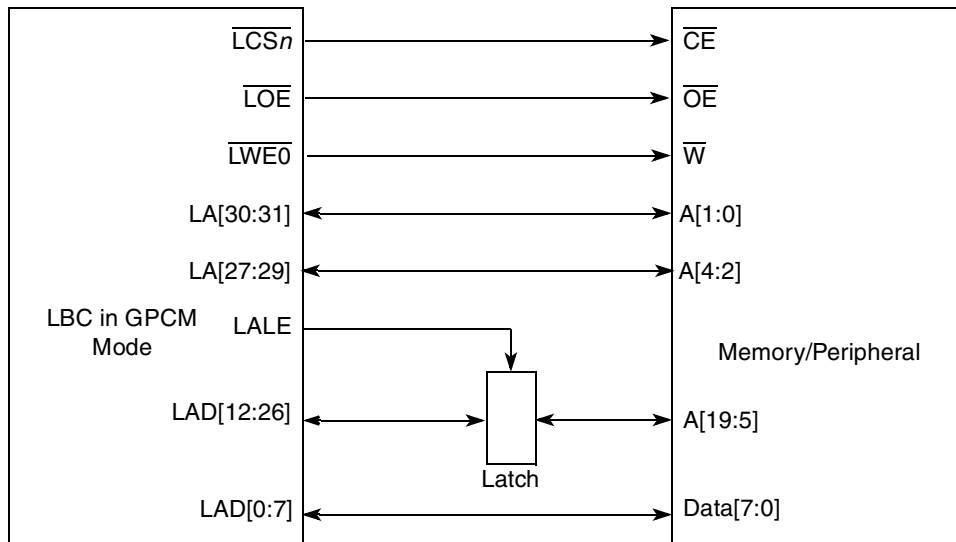 LCSn CE
LOE OE
LWE0 W
LA[30:31] A[1:0]
LA[27:29] A[4:2]
LBC in GPCM
Mode
LALE
Memory/Peripheral
LAD[12:26] A[19:5]
Latch
LAD[0:7] Data[7:0]